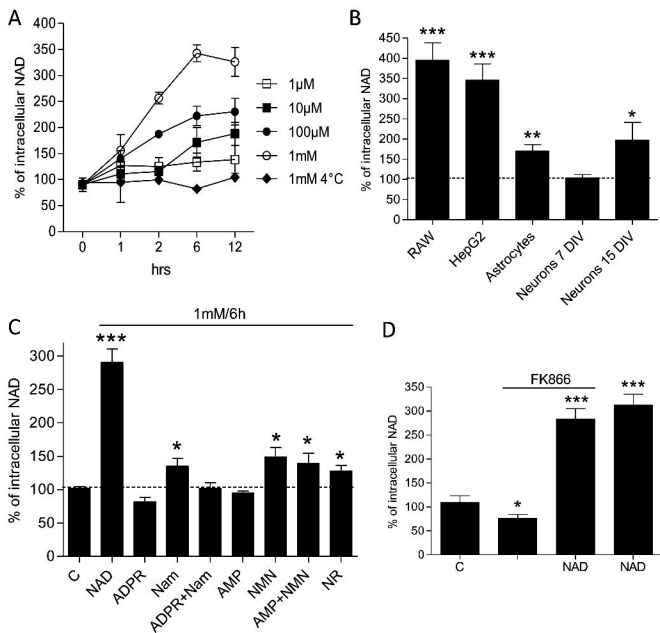 A
% of intracellular NAD
400
350
300
250
200
150
100
50
0
0 1 2 6 12
hrs
1µM
10µM
100µM
1mM
1mM 4°C
B
% of intracellular NAD
450
400
350
300
250
200
150
100
50
0
*** *** ** *
RAW
HepG2
Astrocytes
Neurons 7 DIV
Neurons 15 DIV
C
1mM/6h
% of intracellular NAD
300
250
200
150
100
50
0
*** * * * *
C
NAD
ADPR
Nam
ADPR+Nam
AMP
NMN
AMP+NMN
NR
D
FK866
% of intracellular NAD
400
350
300
250
200
150
100
50
0
* *** ***
C - NAD NAD